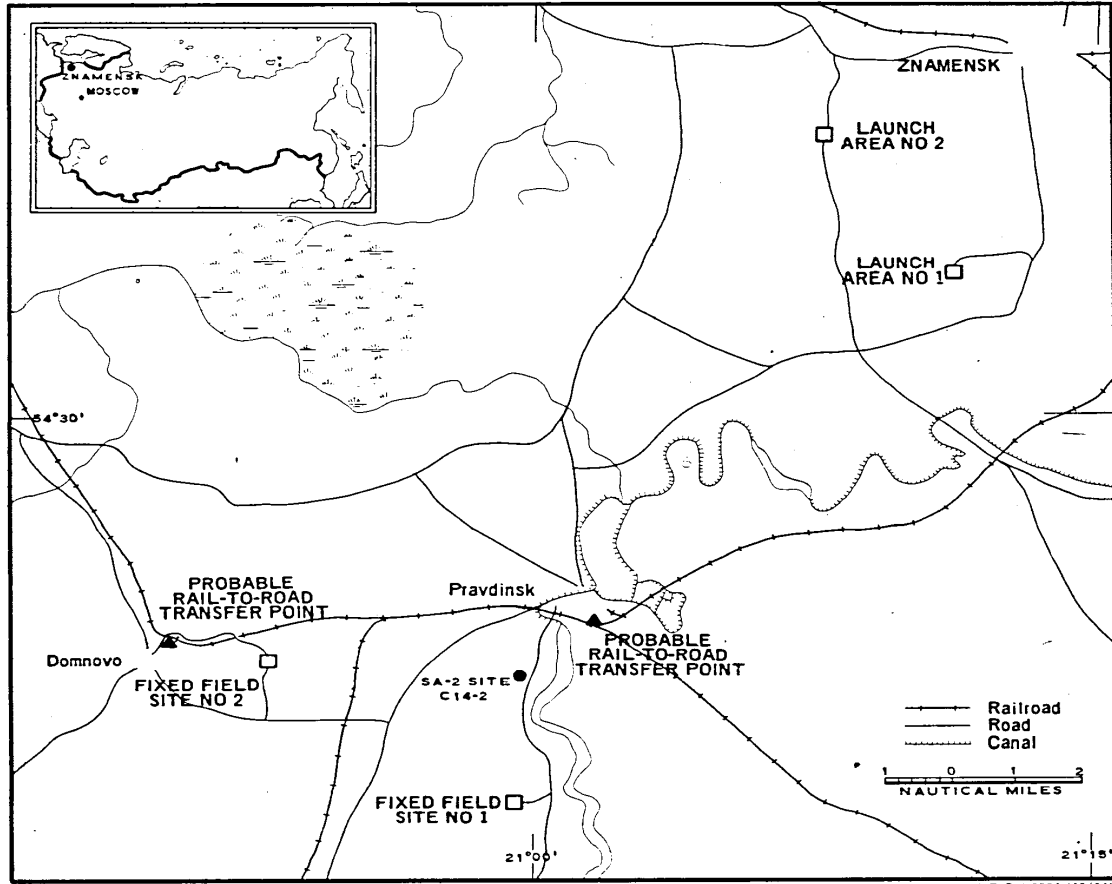 ZNAMENSK
MOSCOW
ZNAMENSK
LAUNCH
AREA NO 2
LAUNCH
AREA NO 1
54°30'
PROBABLE
RAIL-TO-ROAD
TRANSFER POINT
Pravdinsk
Domnovo
PROBABLE
RAIL-TO-ROAD
TRANSFER POINT
FIXED FIELD
SITE NO 2
SA-2 SITE
C14-2
Railroad
Road
Canal
1 0 1 2
NAUTICAL MILES
FIXED FIELD
SITE NO 1
21°00'
21°15'